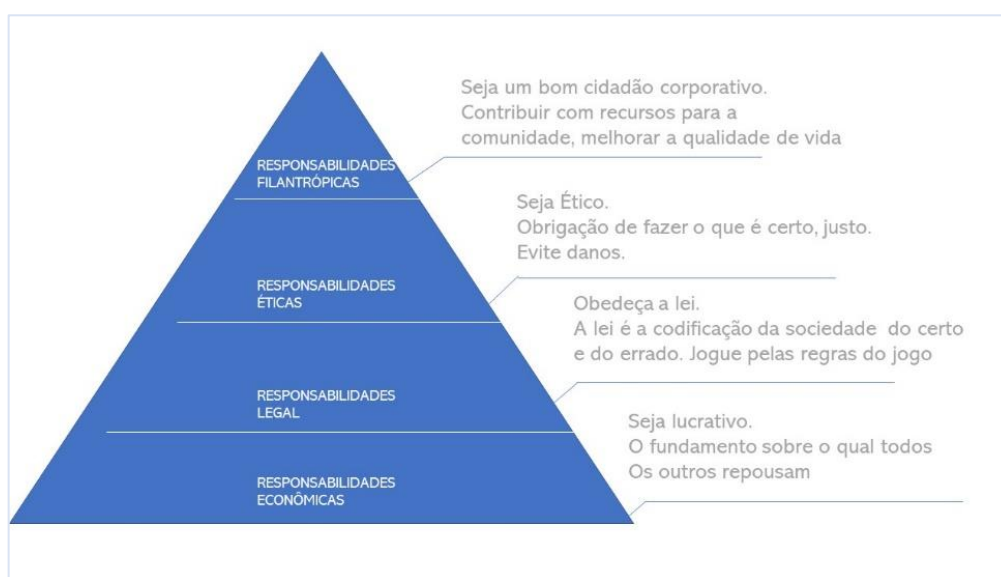 Seja um bom cidadão corporativo.
Contribuir com recursos para a
comunidade, melhorar a qualidade de vida
RESPONSABILIDADES
FILANTRÓPICAS
Seja Ético.
Obrigação de fazer o que é certo, justo.
Evite danos.
RESPONSABILIDADES
ÉTICAS
Obedeça a lei.
A lei é a codificação da sociedade do certo
e do errado. Jogue pelas regras do jogo
RESPONSABILIDADES
LEGAL
Seja lucrativo.
O fundamento sobre o qual todos
Os outros repousam
RESPONSABILIDADES
ECONÔMICAS